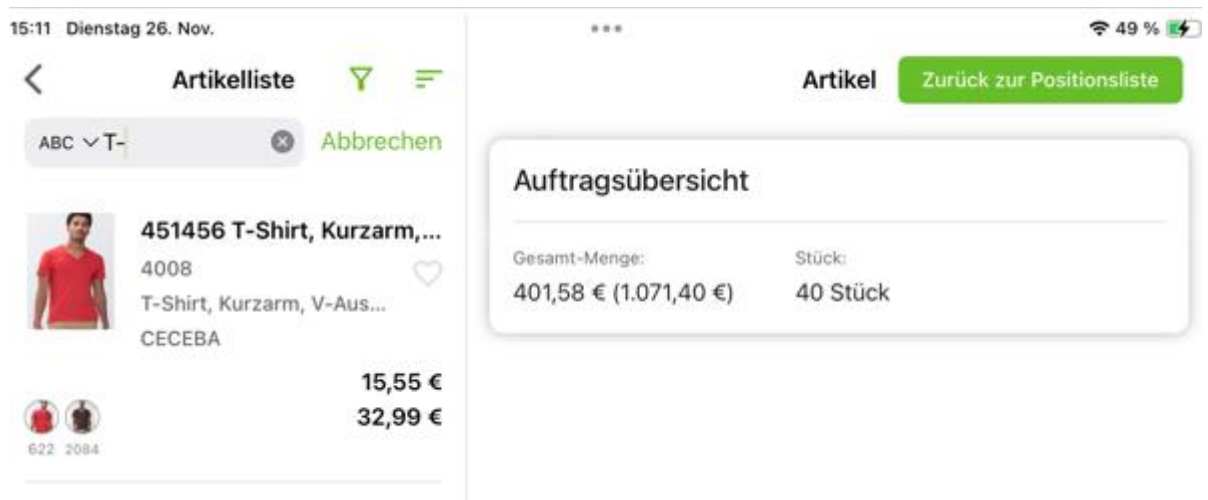 15:11 Dienstag 26. Nov.
49 %
Artikelliste
ABC T-
Abbrechen
451456 T-Shirt, Kurzarm,...
4008
T-Shirt, Kurzarm, V-Aus...
CECEBA
15,55 €
32,99 €
622 2084
Artikel
Zurück zur Positionsliste
Auftragsübersicht
Gesamt-Menge: Stück:
401,58 € (1.071,40 €) 40 Stück